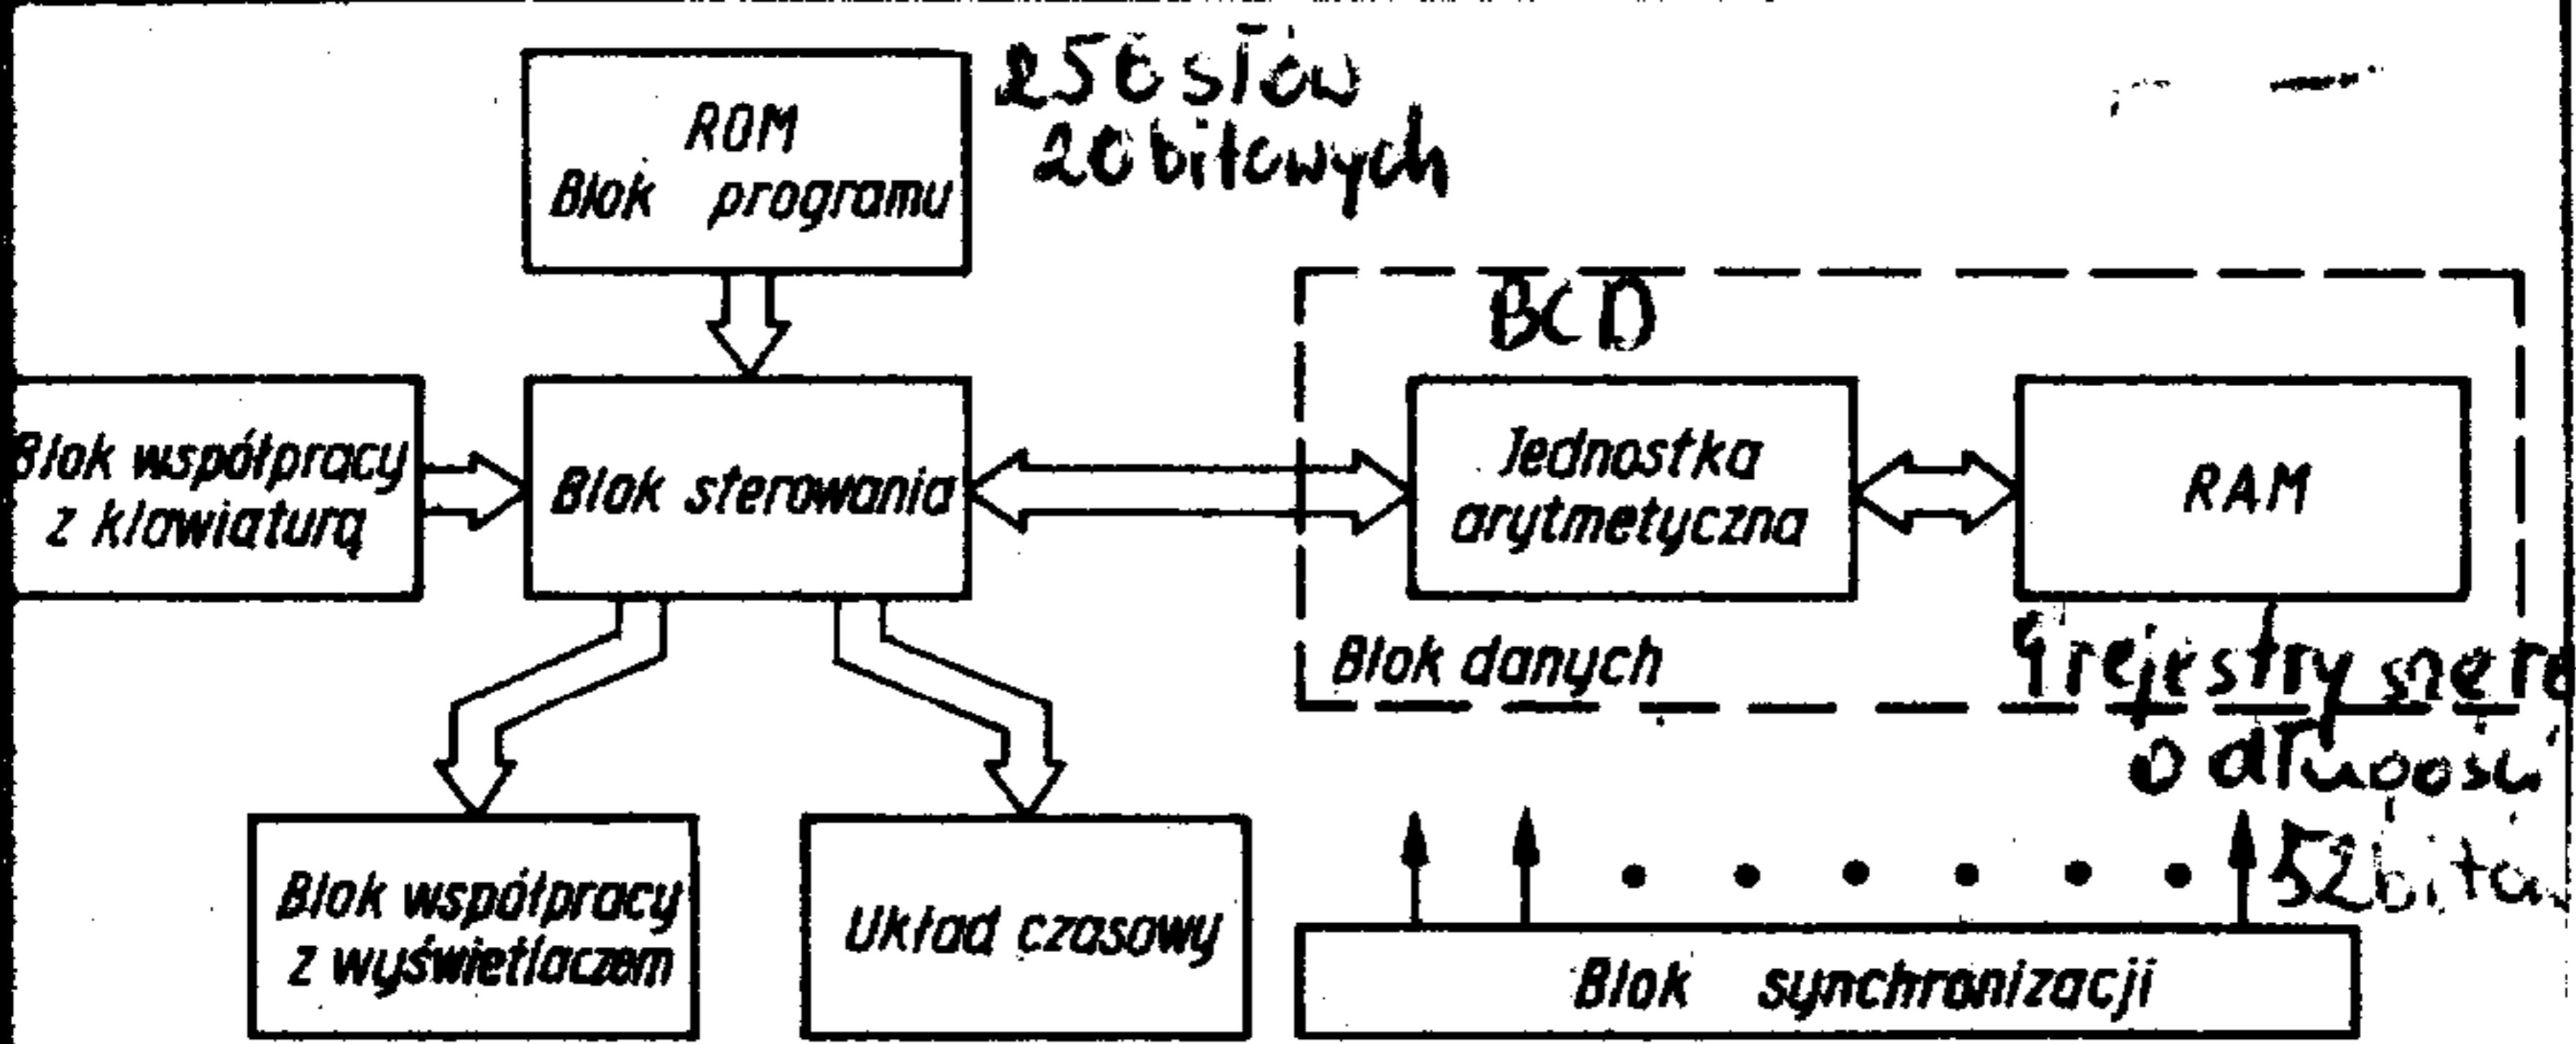 ROM
Blok programu
256 słów
20 bitowych
BCD
Blok współpracy
z klawiaturą
Blok sterowania
Jednostka
arytmetyczna
RAM
Blok danych
4 rejestry
o długości
52 bitów
Blok współpracy
z wyświetlaczem
Układ czasowy
Blok synchronizacji